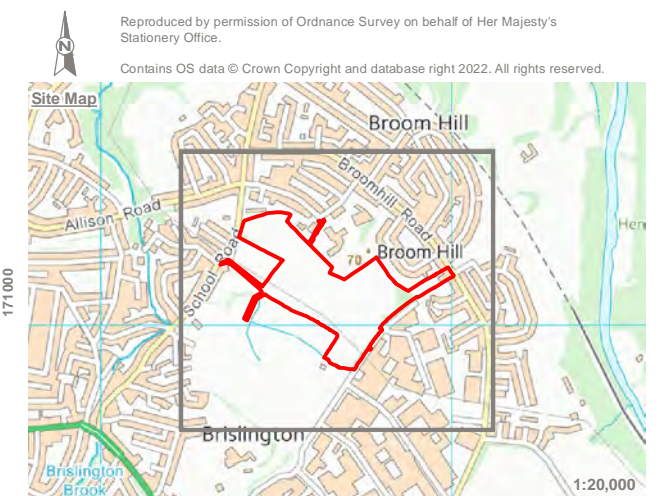 N
Reproduced by permission of Ordnance Survey on behalf of Her Majesty's
Stationery Office.
Contains OS data © Crown Copyright and database right 2022. All rights reserved.
Site Map
Broom Hill
Broomhill Road
Allison Road
School Road
70
Broom Hill
171000
Brislington
Brislington
Brook
1:20,000